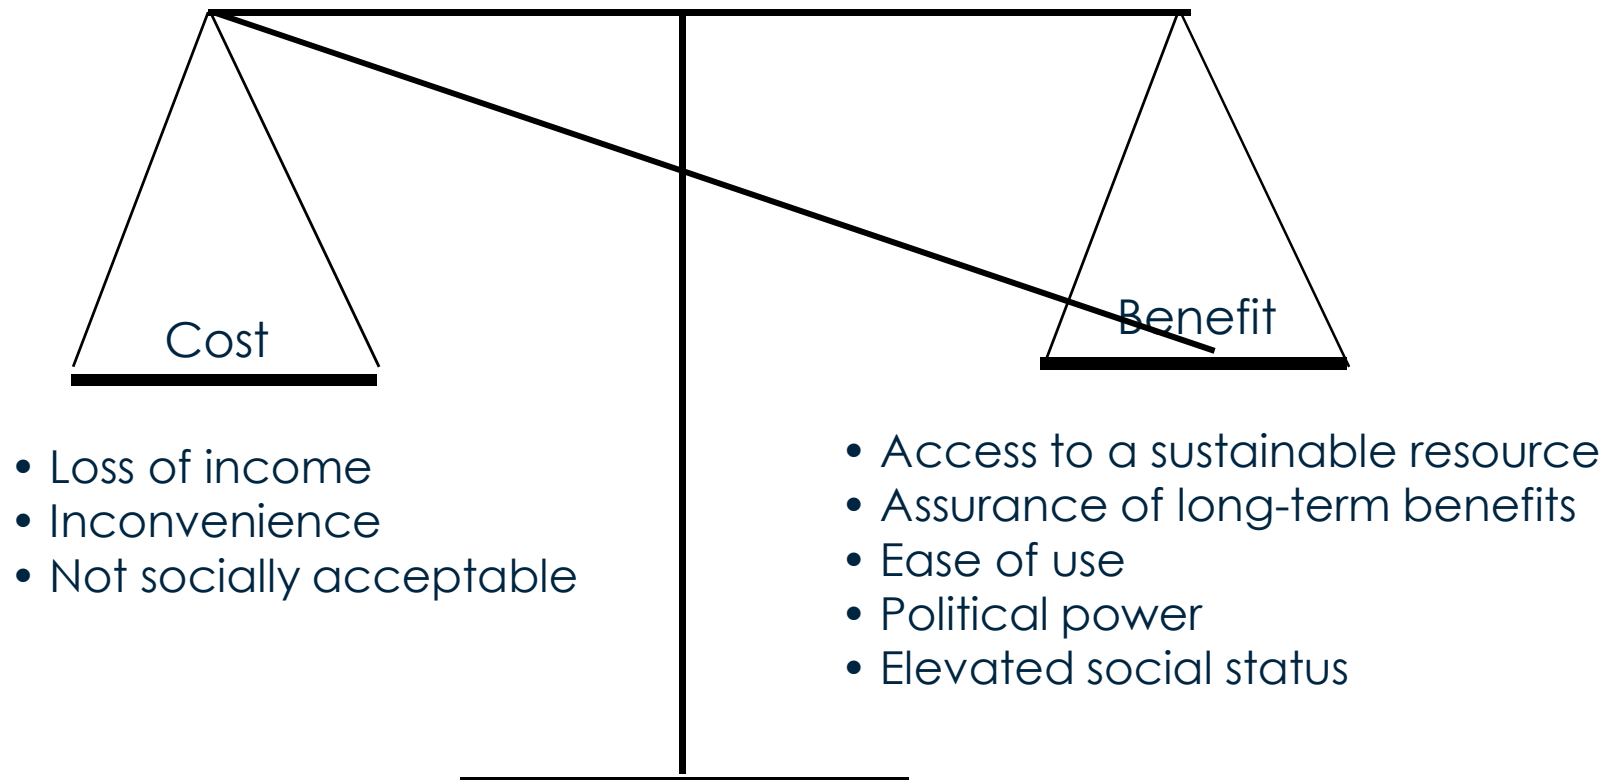 Cost
• Loss of income
• Inconvenience
• Not socially acceptable
Benefit
• Access to a sustainable resource
• Assurance of long-term benefits
• Ease of use
• Political power
• Elevated social status